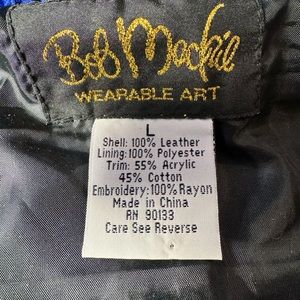 Bob Mackie
WEARABLE ART
L
Shell: 100% Leather
Lining: 100% Polyester
Trim: 55% Acrylic
45% Cotton
Embroidery: 100% Rayon
Made in China
RN 90133
Care See Reverse